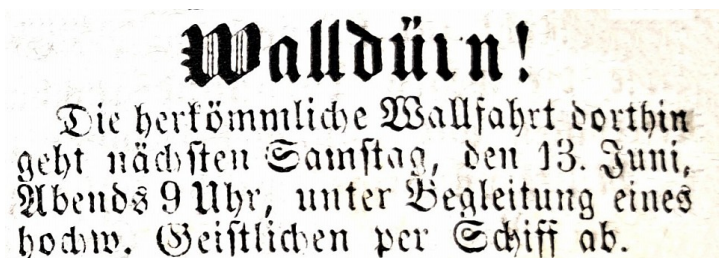 Walldürn!
Die herkömmliche Wallfahrt dorthin
geht nächsten Samstag, den 13. Juni,
Abends 9 Uhr, unter Begleitung eines
hochw. Geistlichen per Schiff ab.